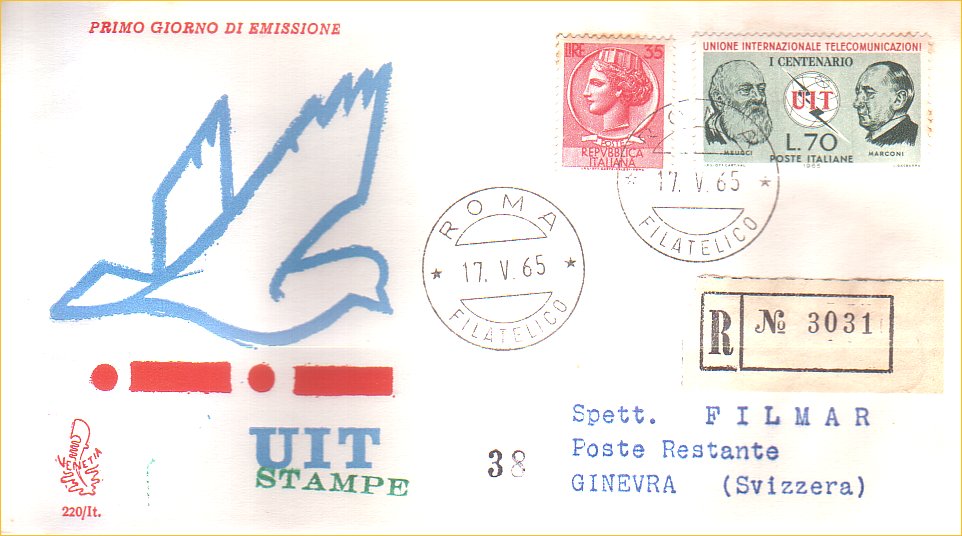 PRIMO GIORNO DI EMISSIONE
LIRE 35
POSTE
REPVBBLICA
ITALIANA
UNIONE INTERNAZIONALE TELECOMUNICAZIONI
I CENTENARIO
UIT
MEUCCI
MARCONI
L.70
POSTE ITALIANE
1965
ROMA
17. V. 65
FILATELICO
ROMA
17. V. 65
FILATELICO
R № 3031
UIT
STAMPE
VENETIA
220/It.
38
Spett. FILMAR
Poste Restante
GINEVRA (Svizzera)